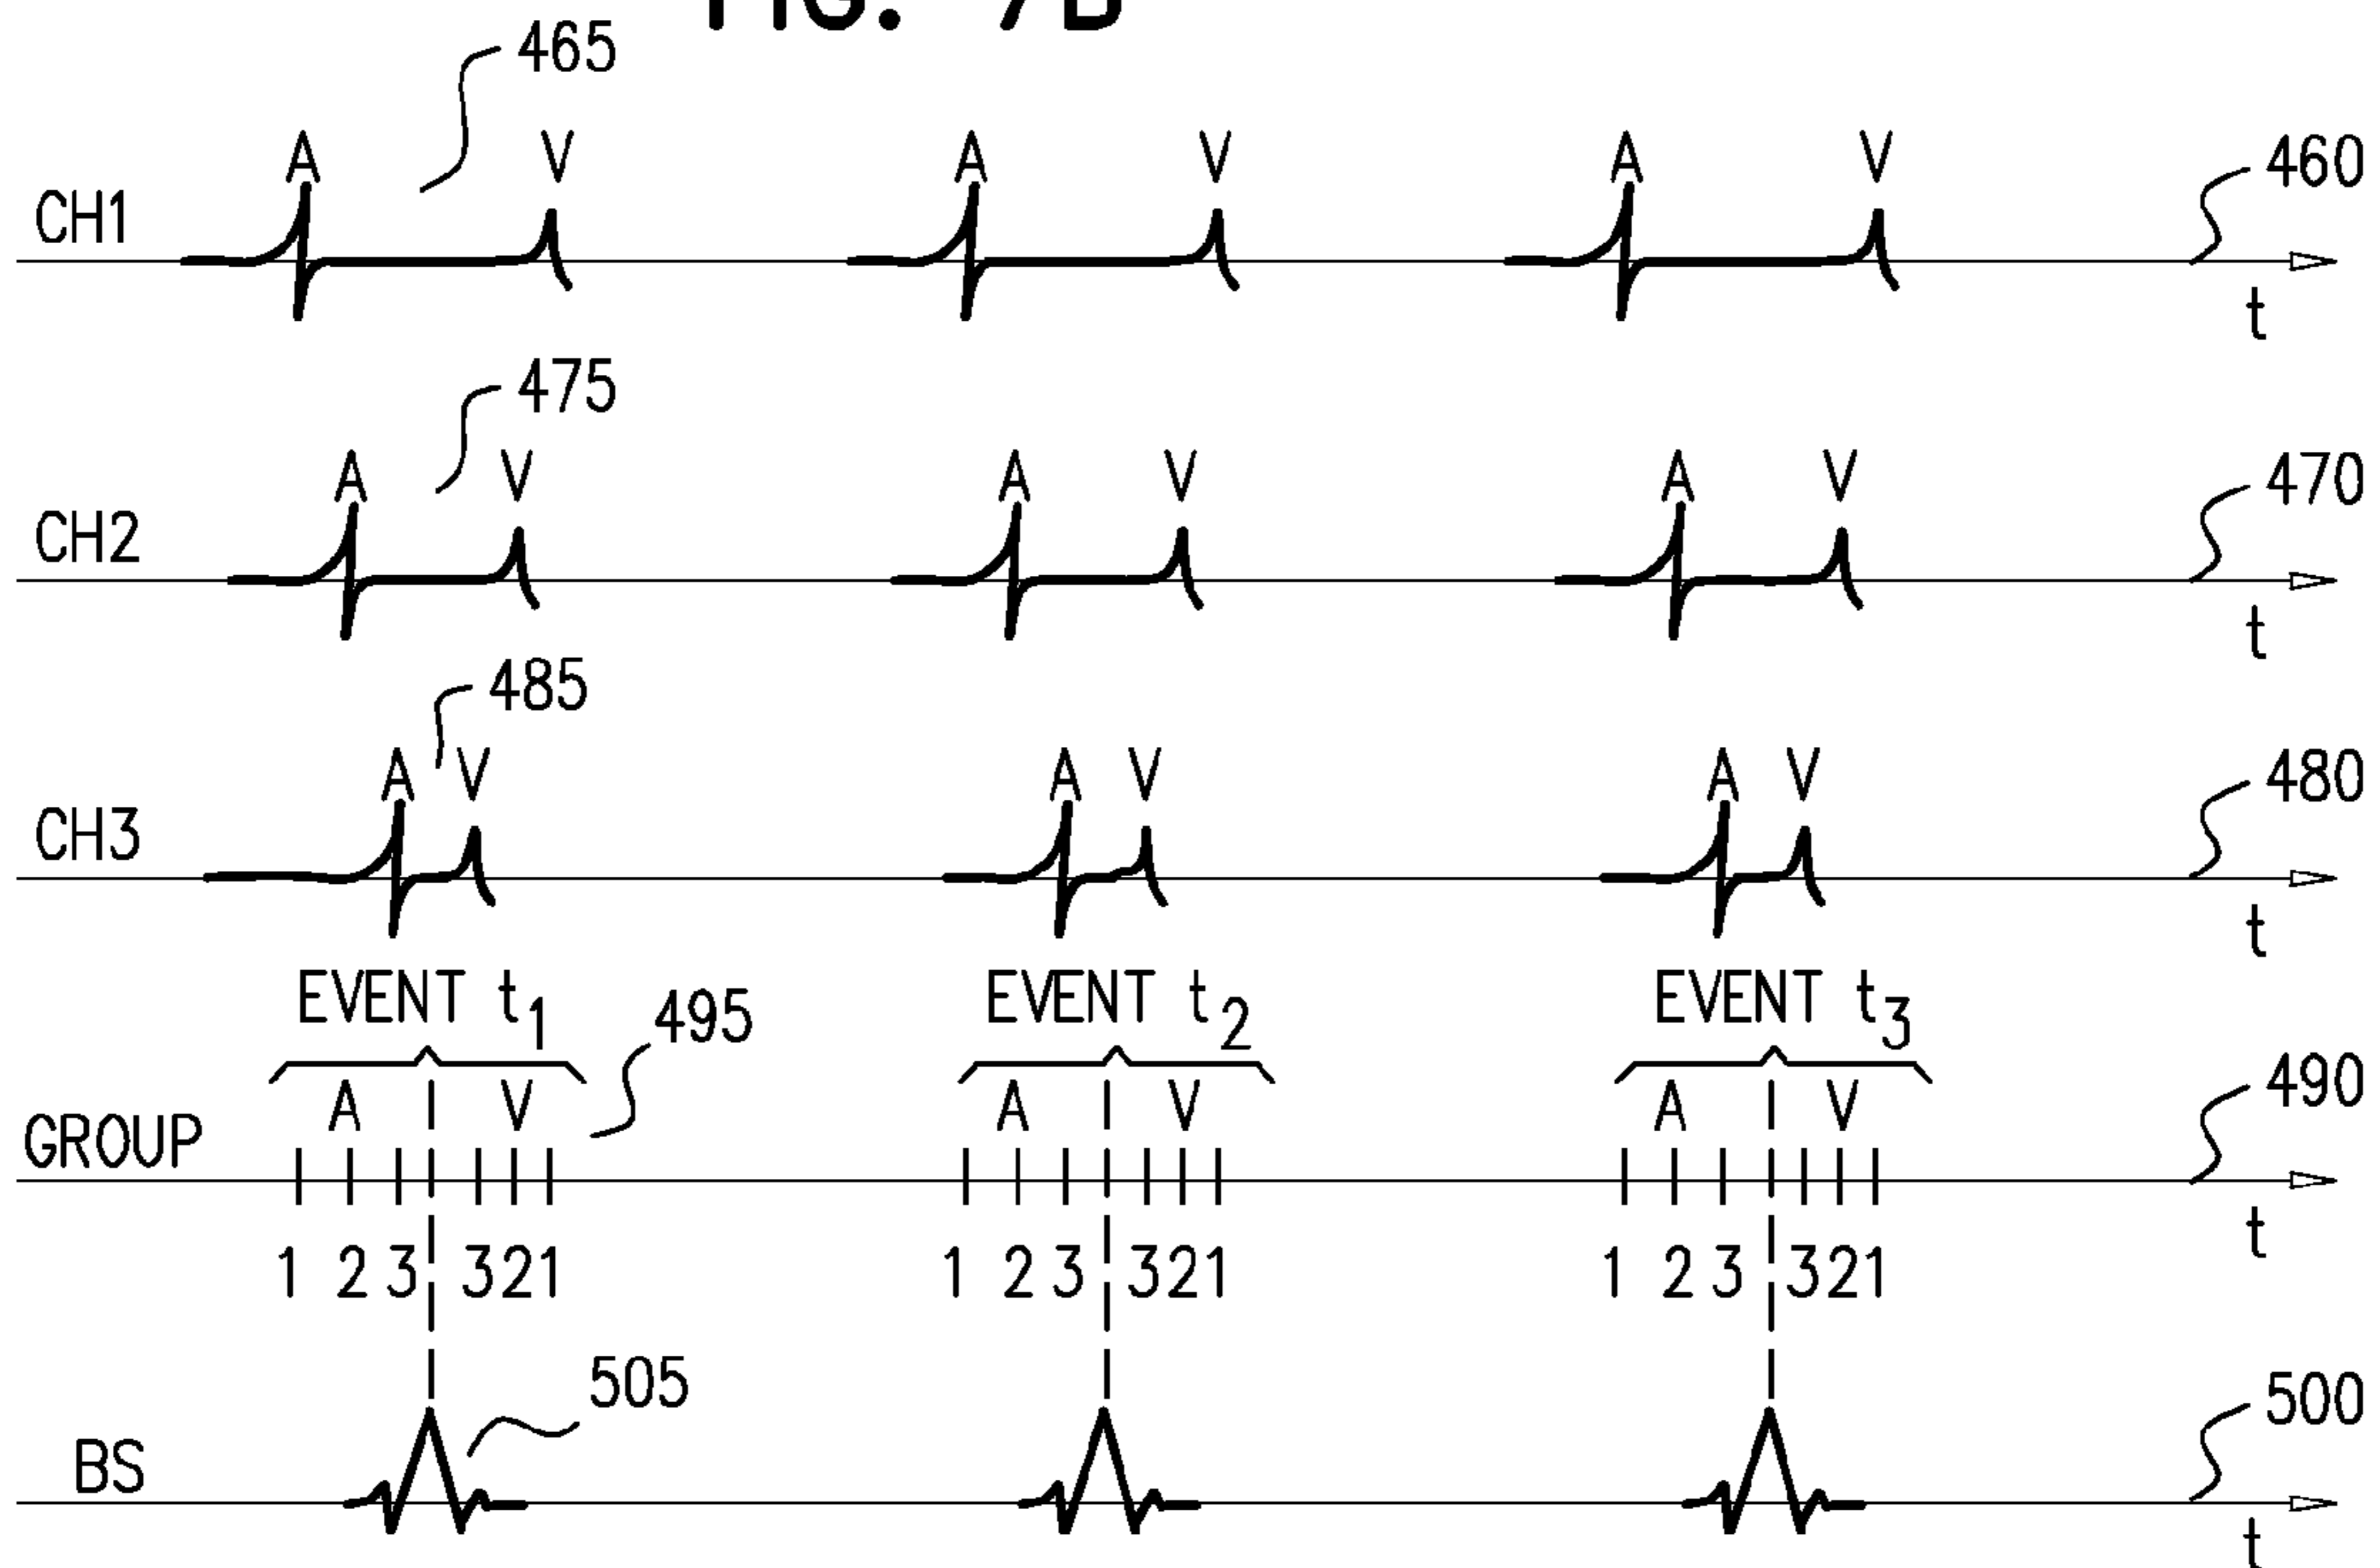 FIG. 7B
465
A V A V A V 460
CH1
t
475
A V A V A V 470
CH2
t
485
A V A V A V 480
CH3
t
EVENT t1 495 EVENT t2 EVENT t3
A V A V A V 490
GROUP
t
1 2 3 3 2 1 1 2 3 3 2 1 1 2 3 3 2 1
505 500
BS
t